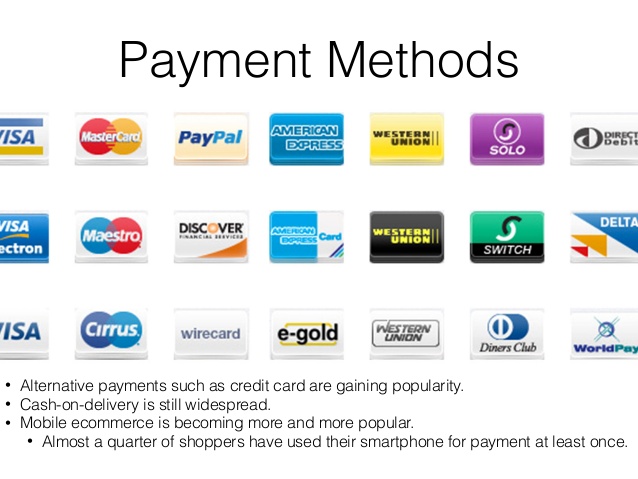 Payment Methods
VISA
MasterCard
PayPal
AMERICAN
EXPRESS
WESTERN
UNION
SOLO
DIRECT
Debit
VISA
lectron
Maestro
DISCOVER
FINANCIAL SERVICES
AMERICAN
EXPRESS Card
WESTERN
UNION
SWITCH
DELTA
VISA
Cirrus
wirecard
e-gold
WESTERN
UNION
Diners Club
WorldPay
• Alternative payments such as credit card are gaining popularity.
• Cash-on-delivery is still widespread.
• Mobile ecommerce is becoming more and more popular.
• Almost a quarter of shoppers have used their smartphone for payment at least once.